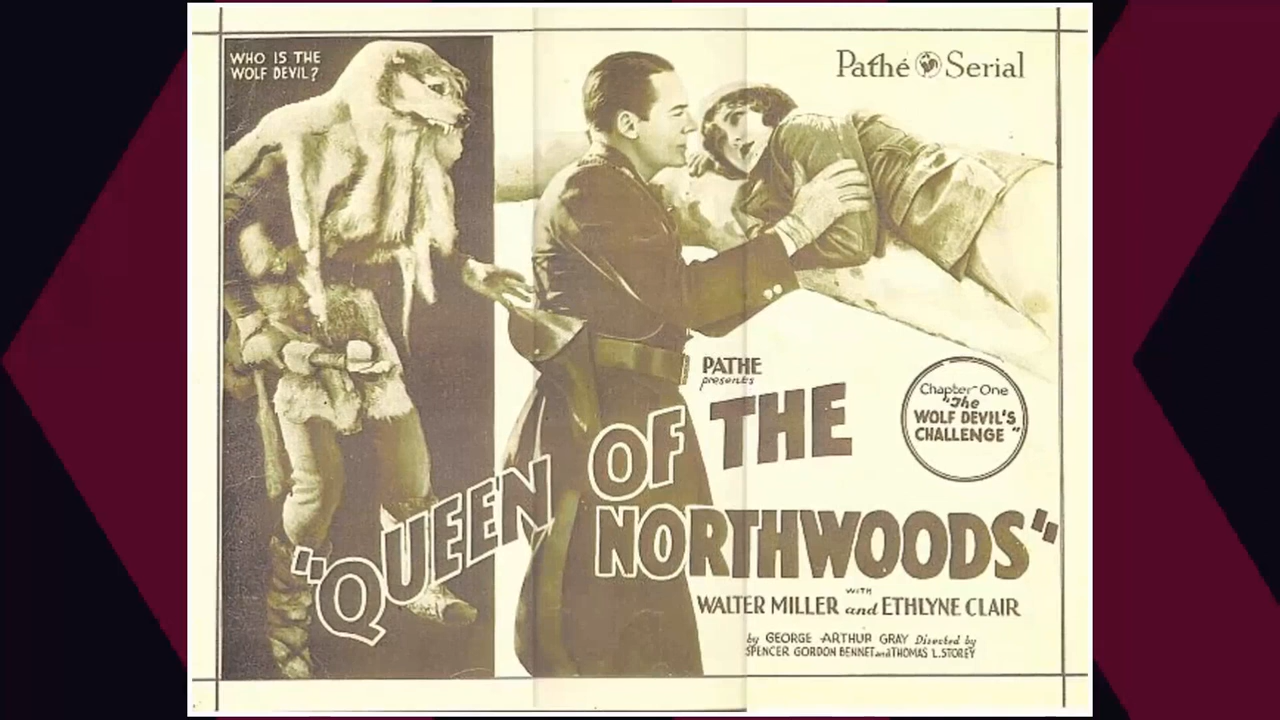 WHO IS THE
WOLF DEVIL?
Pathé Serial
PATHE
presents
"QUEEN OF THE
NORTHWOODS"
Chapter One
"The
WOLF DEVIL'S
CHALLENGE"
WITH
WALTER MILLER and ETHLYNE CLAIR
by GEORGE ARTHUR GRAY Directed by
SPENCER GORDON BENNET and THOMAS L. STOREY